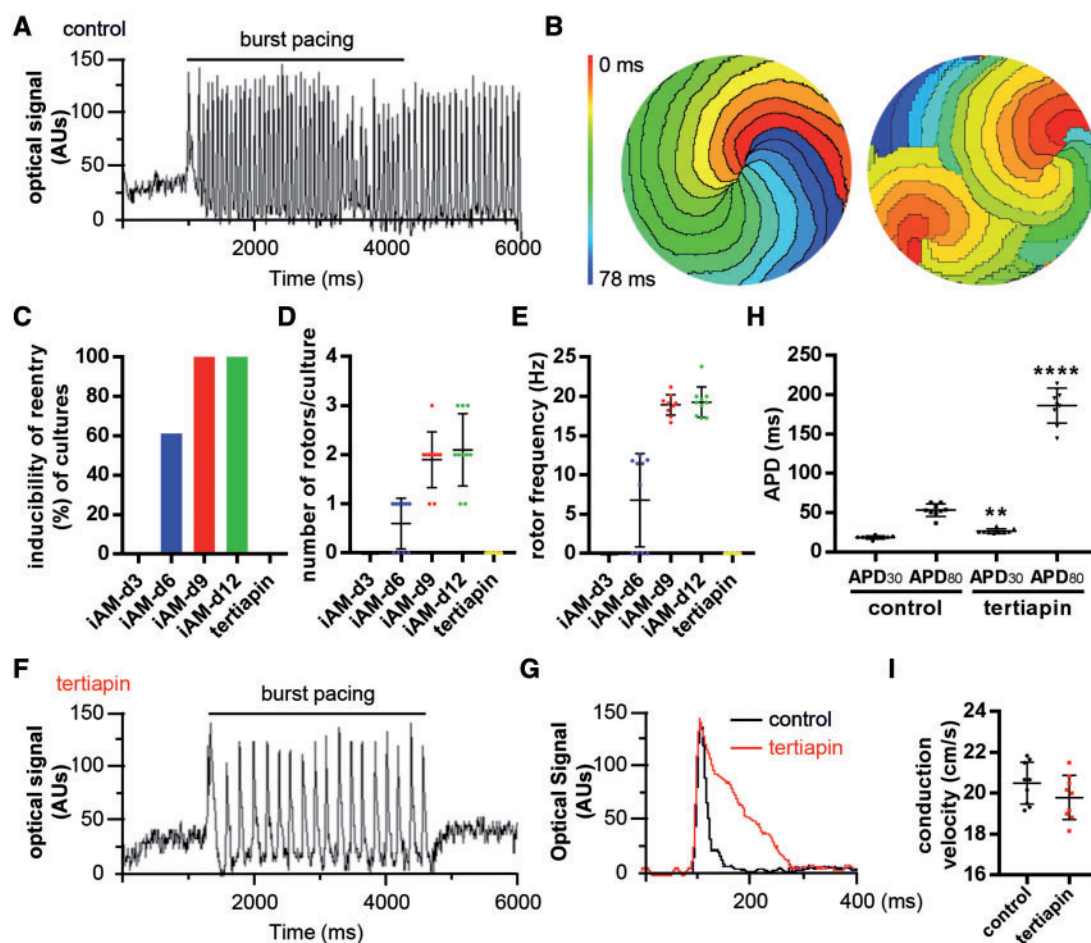 A
control
burst pacing
optical signal
(AUs)
150
100
50
0
2000
4000
6000
Time (ms)
B
0 ms
78 ms
C
inducibility of reentry
(%) of cultures
100
80
60
40
20
0
iAM-d3
iAM-d6
iAM-d9
iAM-d12
tertiapin
D
number of rotors/culture
4
3
2
1
0
iAM-d3
iAM-d6
iAM-d9
iAM-d12
tertiapin
E
rotor frequency (Hz)
25
20
15
10
5
0
iAM-d3
iAM-d6
iAM-d9
iAM-d12
tertiapin
H
APD (ms)
250
200
150
100
50
0
**
****
APD30 APD80 APD30 APD80
control tertiapin
F
tertiapin
burst pacing
optical signal
(AUs)
150
100
50
0
2000
4000
6000
Time (ms)
G
Optical Signal
(AUs)
150
100
50
0
control
tertiapin
200
400 (ms)
I
conduction
velocity (cm/s)
24
22
20
18
16
control
tertiapin